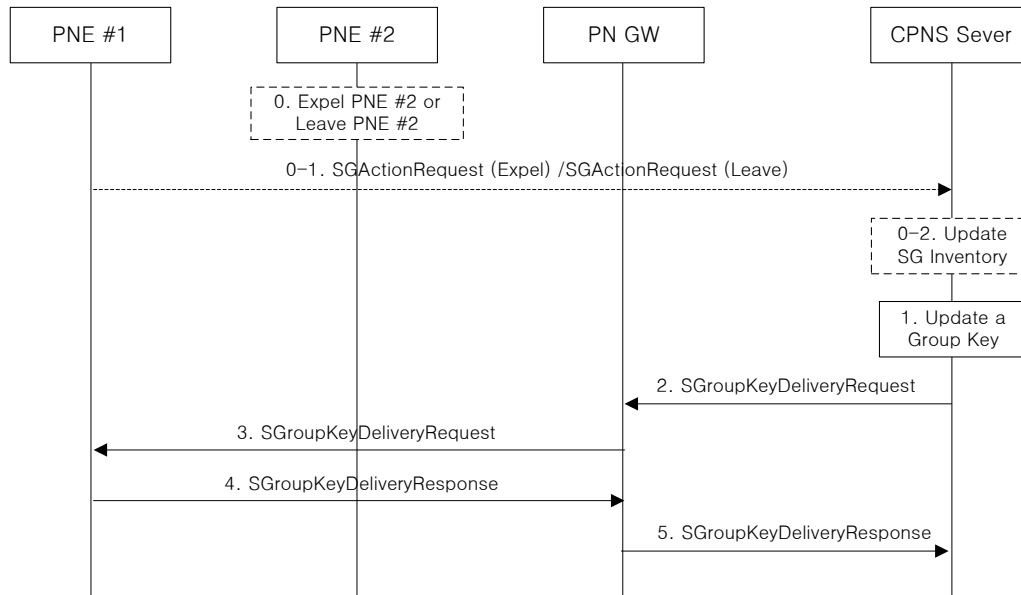 PNE #1
PNE #2
PN GW
CPNS Sever
0. Expel PNE #2 or
Leave PNE #2
0-1. SGActionRequest (Expel) /SGActionRequest (Leave)
0-2. Update
SG Inventory
1. Update a
Group Key
2. SGroupKeyDeliveryRequest
3. SGroupKeyDeliveryRequest
4. SGroupKeyDeliveryResponse
5. SGroupKeyDeliveryResponse